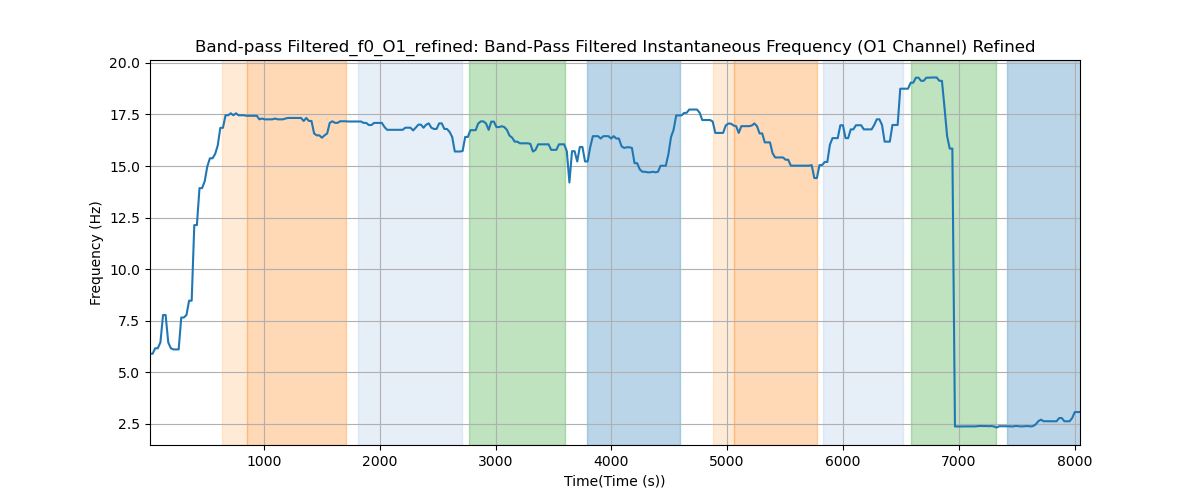 Band-pass Filtered_f0_O1_refined: Band-Pass Filtered Instantaneous Frequency (O1 Channel) Refined
20.0
17.5
15.0
12.5
10.0
7.5
5.0
2.5
Frequency (Hz)
1000 2000 3000 4000 5000 6000 7000 8000
Time(Time (s))